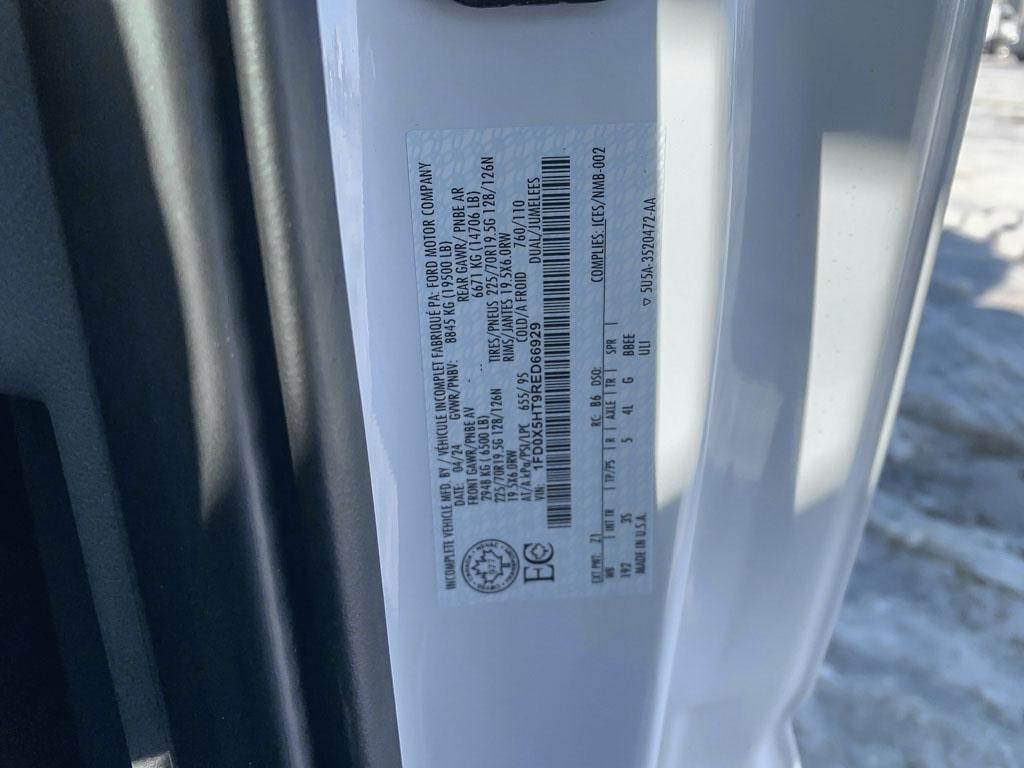 INCOMPLETE VEHICLE MFD. BY / VÉHICULE INCOMPLET FABRIQUÉ PA: FORD MOTOR COMPANY
DATE: 04/24 GVWR/PNBV: 8845 KG (19500 LB)
FRONT GAWR/PNBE AV REAR GAWR/ PNBE AR
2948 KG (6500 LB) 6671 KG (14706 LB)
225/70R19.5G 128/126N TIRES/PNEUS 225/70R19.5G 128/126N
19.5X6.0RW RIMS/JANTES 19.5X6.0RW
AT/A kPa/PSI/LPC 655/95 COLD/A FROID 760/110
VIN: 1FD0X5HT9RED66929 DUAL/JUMELEES
EC
EXT PNT: Z1 RC: B6 DSO: COMPLIES: ICES/NMB-002
WB | INT TR | TP/PS | R | AXLE | TR | SPR |
192 3S 5 4L G BBEE
MADE IN U.S.A. ULI ▽ 5U5A-3520472-AA